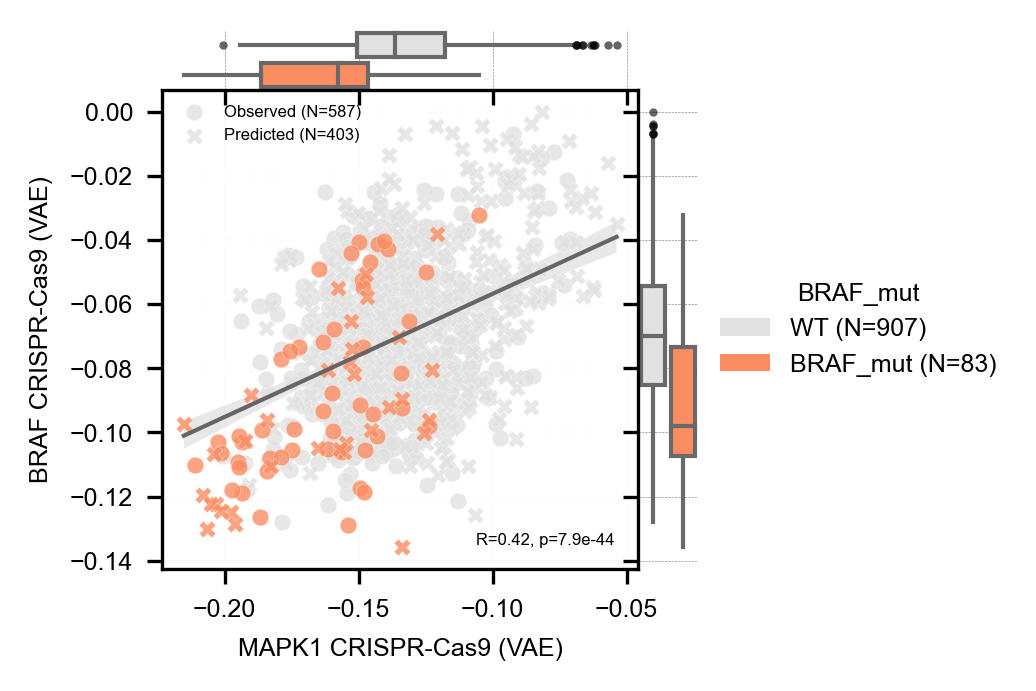 Observed (N=587)
Predicted (N=403)
0.00
−0.02
−0.04
−0.06
−0.08
−0.10
−0.12
−0.14
BRAF CRISPR-Cas9 (VAE)
R=0.42, p=7.9e-44
−0.20
−0.15
−0.10
−0.05
MAPK1 CRISPR-Cas9 (VAE)
BRAF_mut
WT (N=907)
BRAF_mut (N=83)